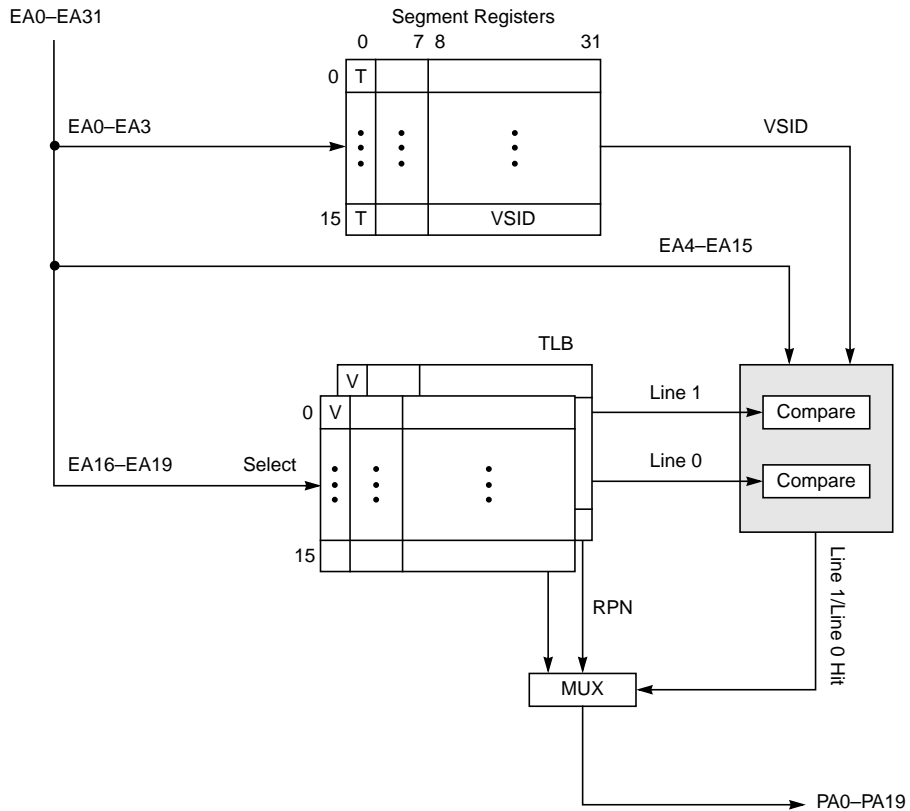 EA0–EA31
Segment Registers
0 7 8 31
0 T
EA0–EA3
VSID
15 T VSID
EA4–EA15
TLB
V
0 V
Line 1
Compare
EA16–EA19 Select
Line 0
Compare
15
RPN
Line 1/Line 0 Hit
MUX
PA0–PA19